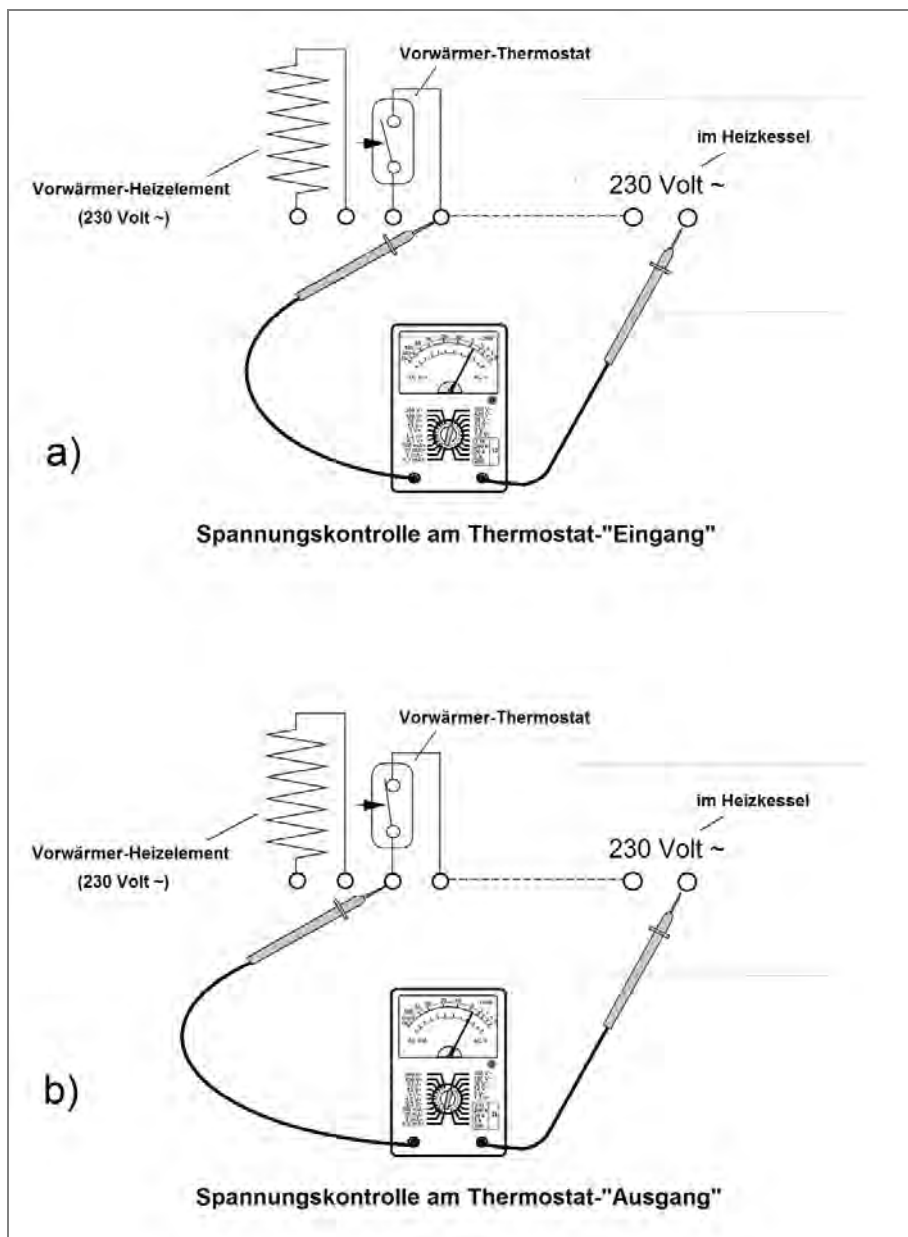 Vorwärmer-Thermostat
im Heizkessel
230 Volt ~
Vorwärmer-Heizelement
(230 Volt ~)
a)
Spannungskontrolle am Thermostat-"Eingang"
Vorwärmer-Thermostat
im Heizkessel
230 Volt ~
Vorwärmer-Heizelement
(230 Volt ~)
b)
Spannungskontrolle am Thermostat-"Ausgang"